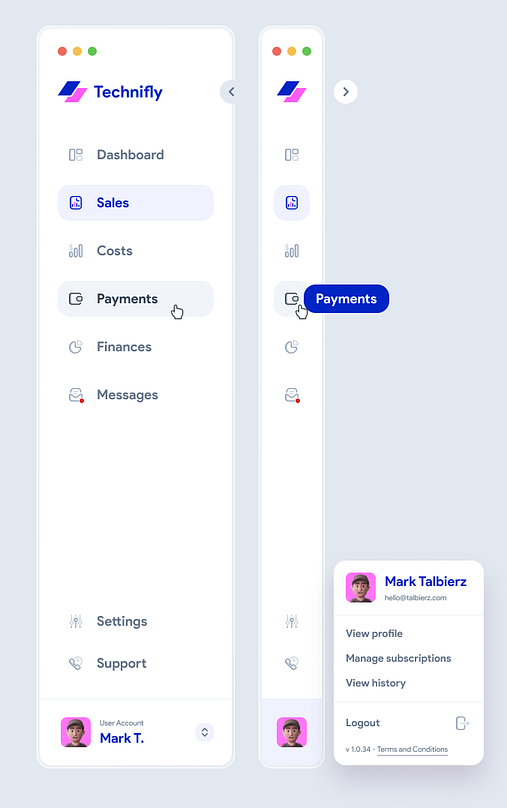 Technifly
Dashboard
Sales
Costs
Payments
Finances
Messages
Settings
Support
User Account
Mark T.
Payments
Mark Talbierz
hello@talbierz.com
View profile
Manage subscriptions
View history
Logout
v 1.0.34 - Terms and Conditions